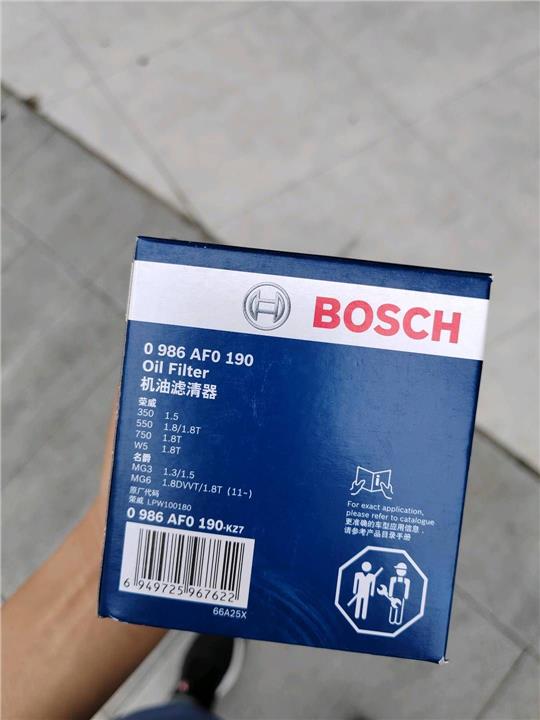 BOSCH
0 986 AF0 190
Oil Filter
机油滤清器
荣威
350 1.5
550 1.8/1.8T
750 1.8T
W5 1.8T
名爵
MG3 1.3/1.5
MG6 1.8DVVT/1.8T (11~)
原厂代码
荣威 LPW100180
0 986 AF0 190-KZ7
6 949725 967622
66A25X
For exact application,
please refer to catalogue
更准确的车型应用信息,
请参考产品目录手册